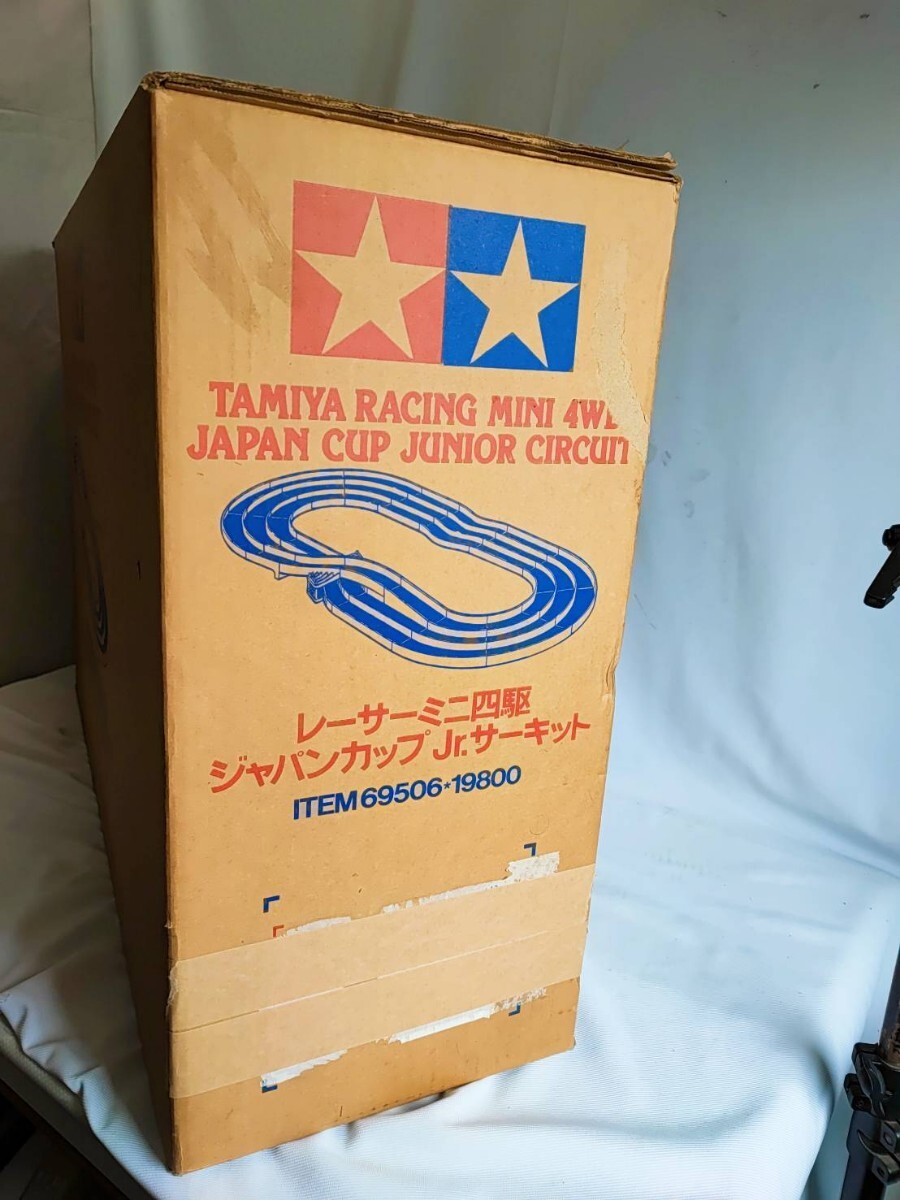 TAMIYA RACING MINI 4WD
JAPAN CUP JUNIOR CIRCUIT
レーサーミニ四駆
ジャパンカップ Jr.サーキット
ITEM 69506*19800